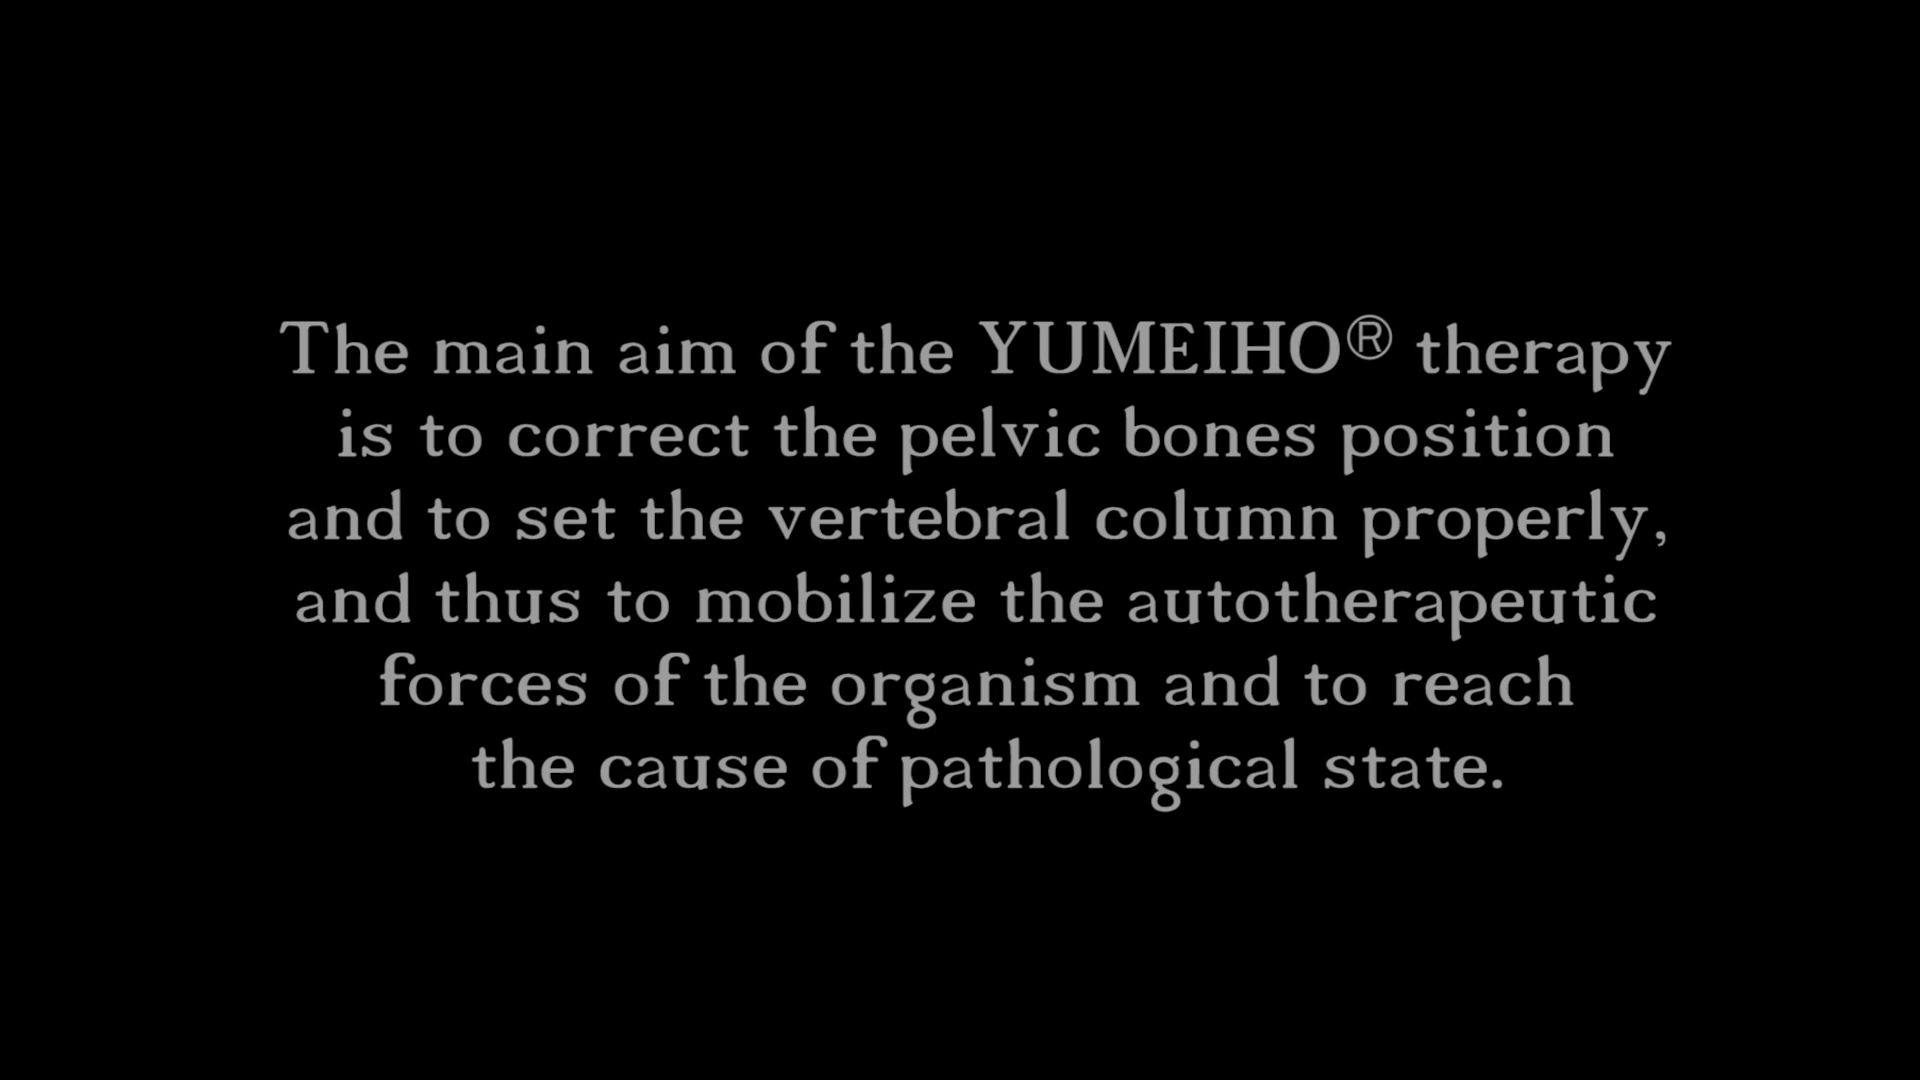 The main aim of the YUMEIHO® therapy
is to correct the pelvic bones position
and to set the vertebral column properly,
and thus to mobilize the autotherapeutic
forces of the organism and to reach
the cause of pathological state.